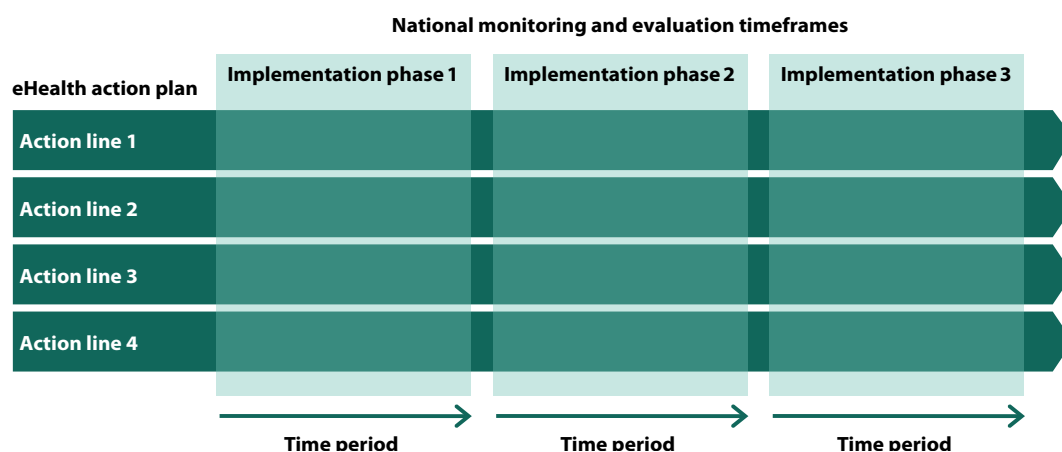 National monitoring and evaluation timeframes
eHealth action plan
Implementation phase 1
Implementation phase 2
Implementation phase 3
Action line 1
Action line 2
Action line 3
Action line 4
Time period
Time period
Time period